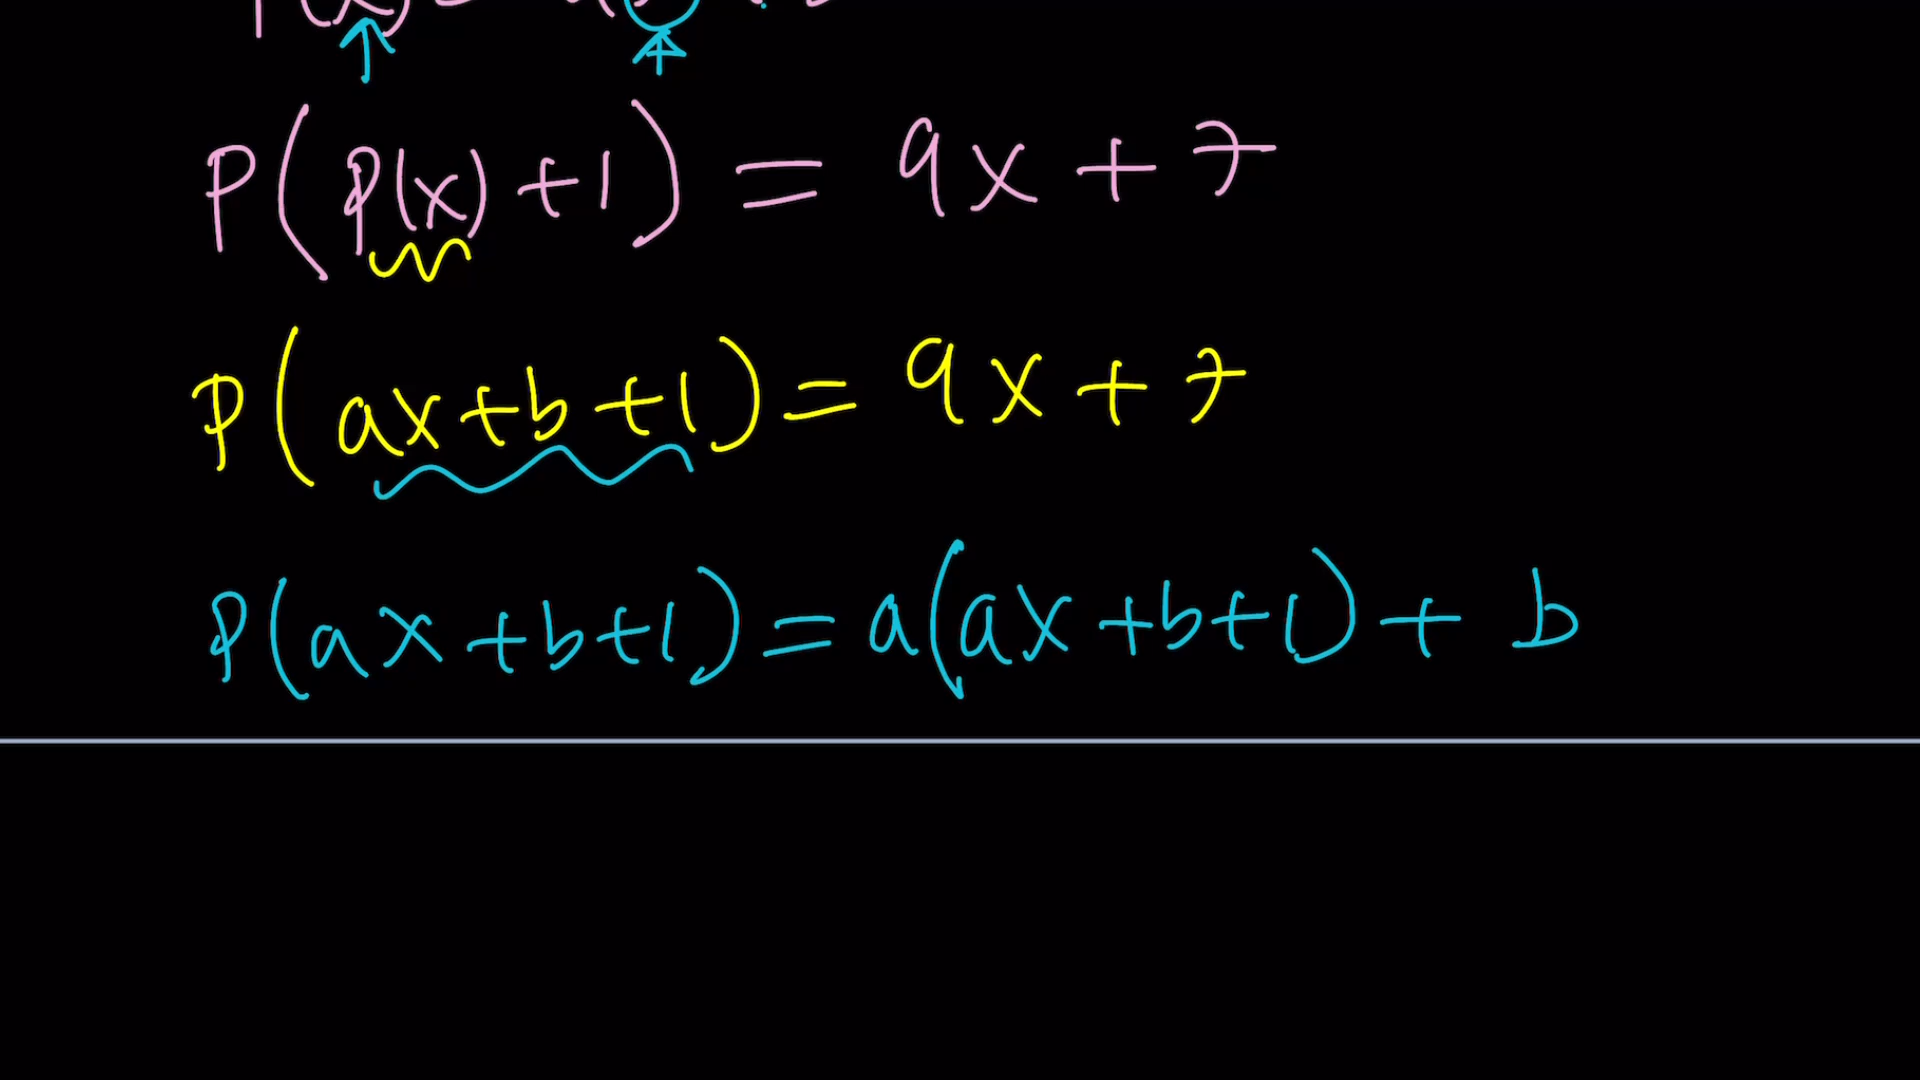 P(P(x)+1) = 9x + 7
P(ax+b+1) = 9x + 7
P(ax+b+1) = a(ax+b+1) + b